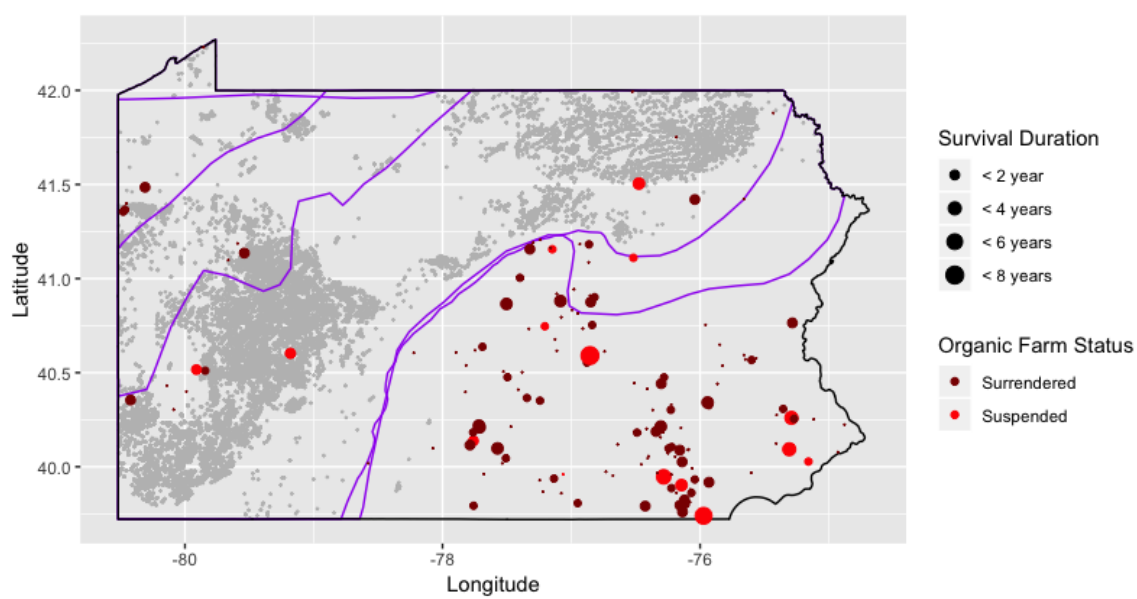 42.0
41.5
41.0
40.5
40.0
Latitude
-80
-78
-76
Longitude
Survival Duration
< 2 year
< 4 years
< 6 years
< 8 years
Organic Farm Status
Surrendered
Suspended